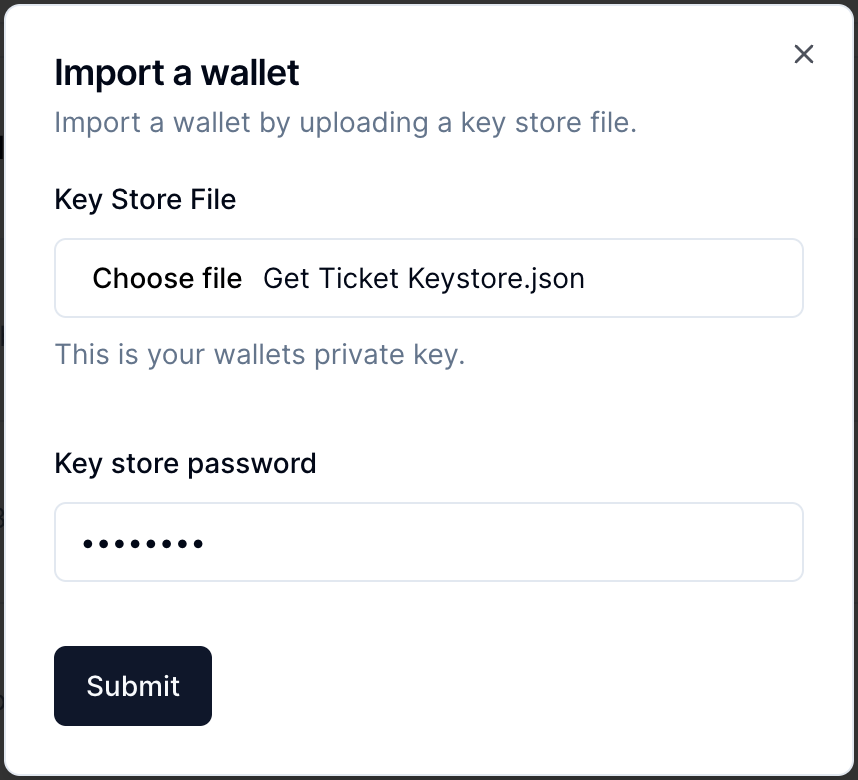 Import a wallet
Import a wallet by uploading a key store file.
Key Store File
Choose file Get Ticket Keystore.json
This is your wallets private key.
Key store password
••••••••
Submit